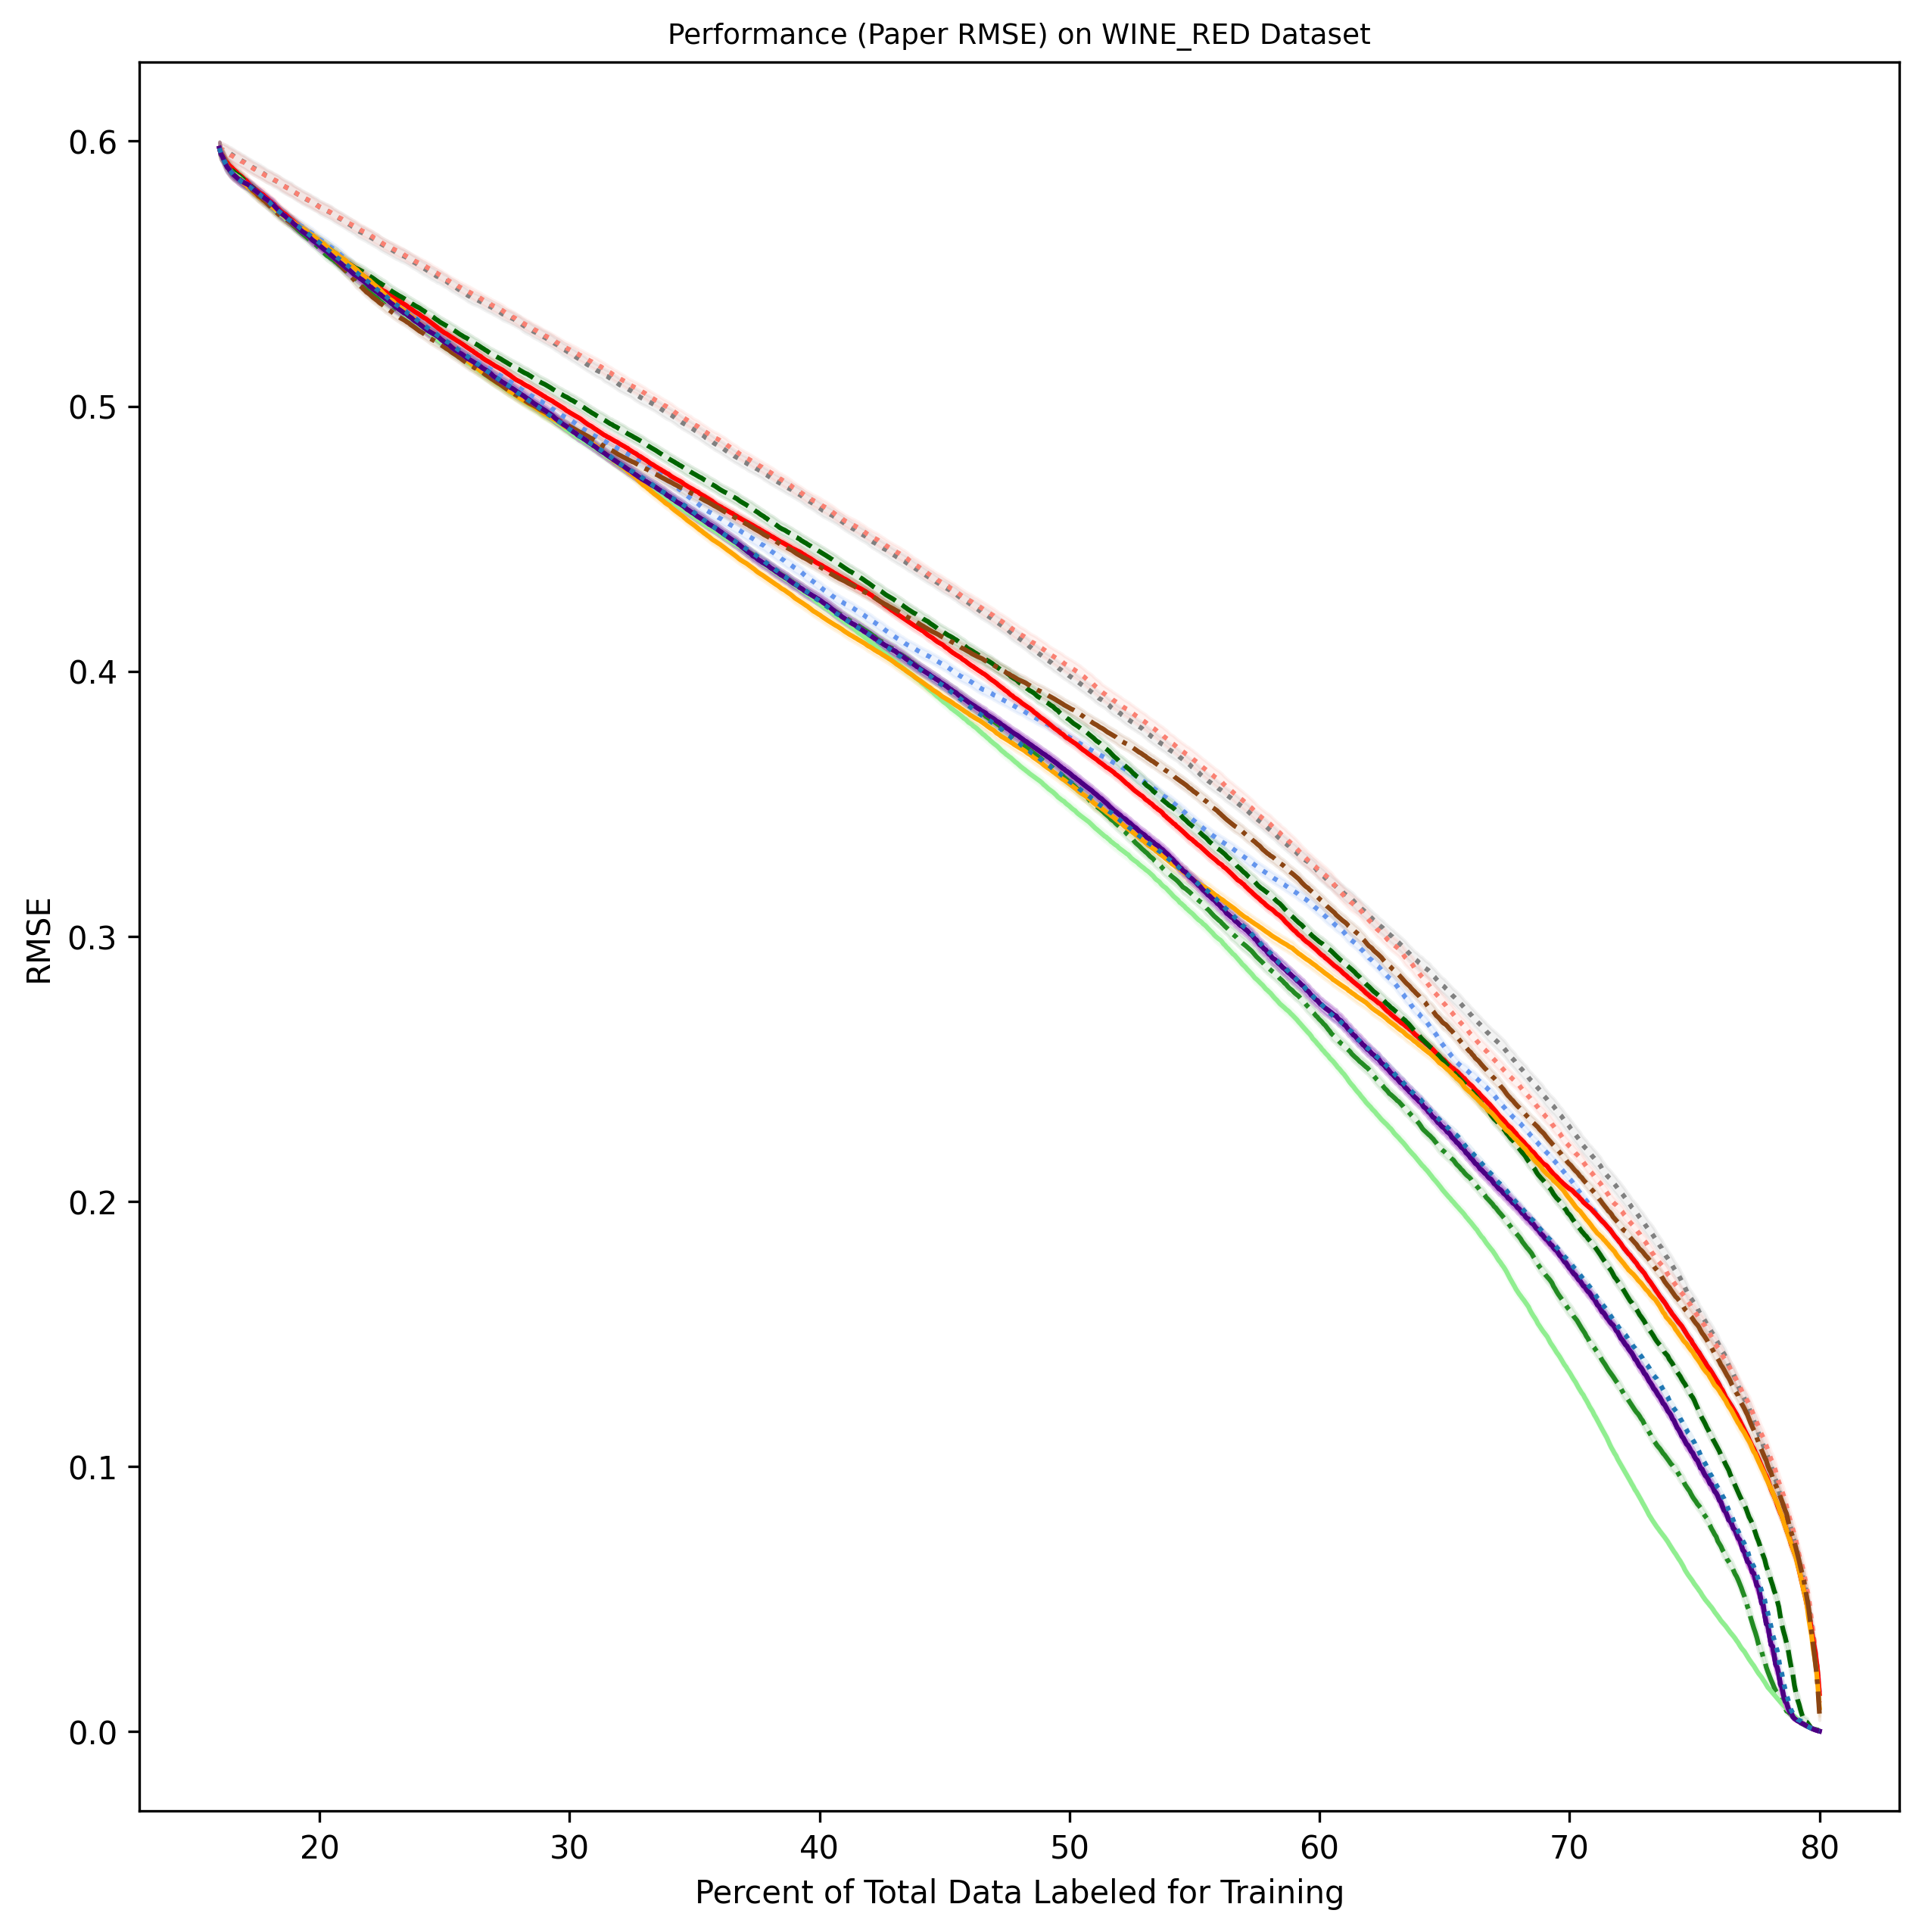 Performance (Paper RMSE) on WINE_RED Dataset
0.6
0.5
0.4
0.3
0.2
0.1
0.0
RMSE
20 30 40 50 60 70 80
Percent of Total Data Labeled for Training